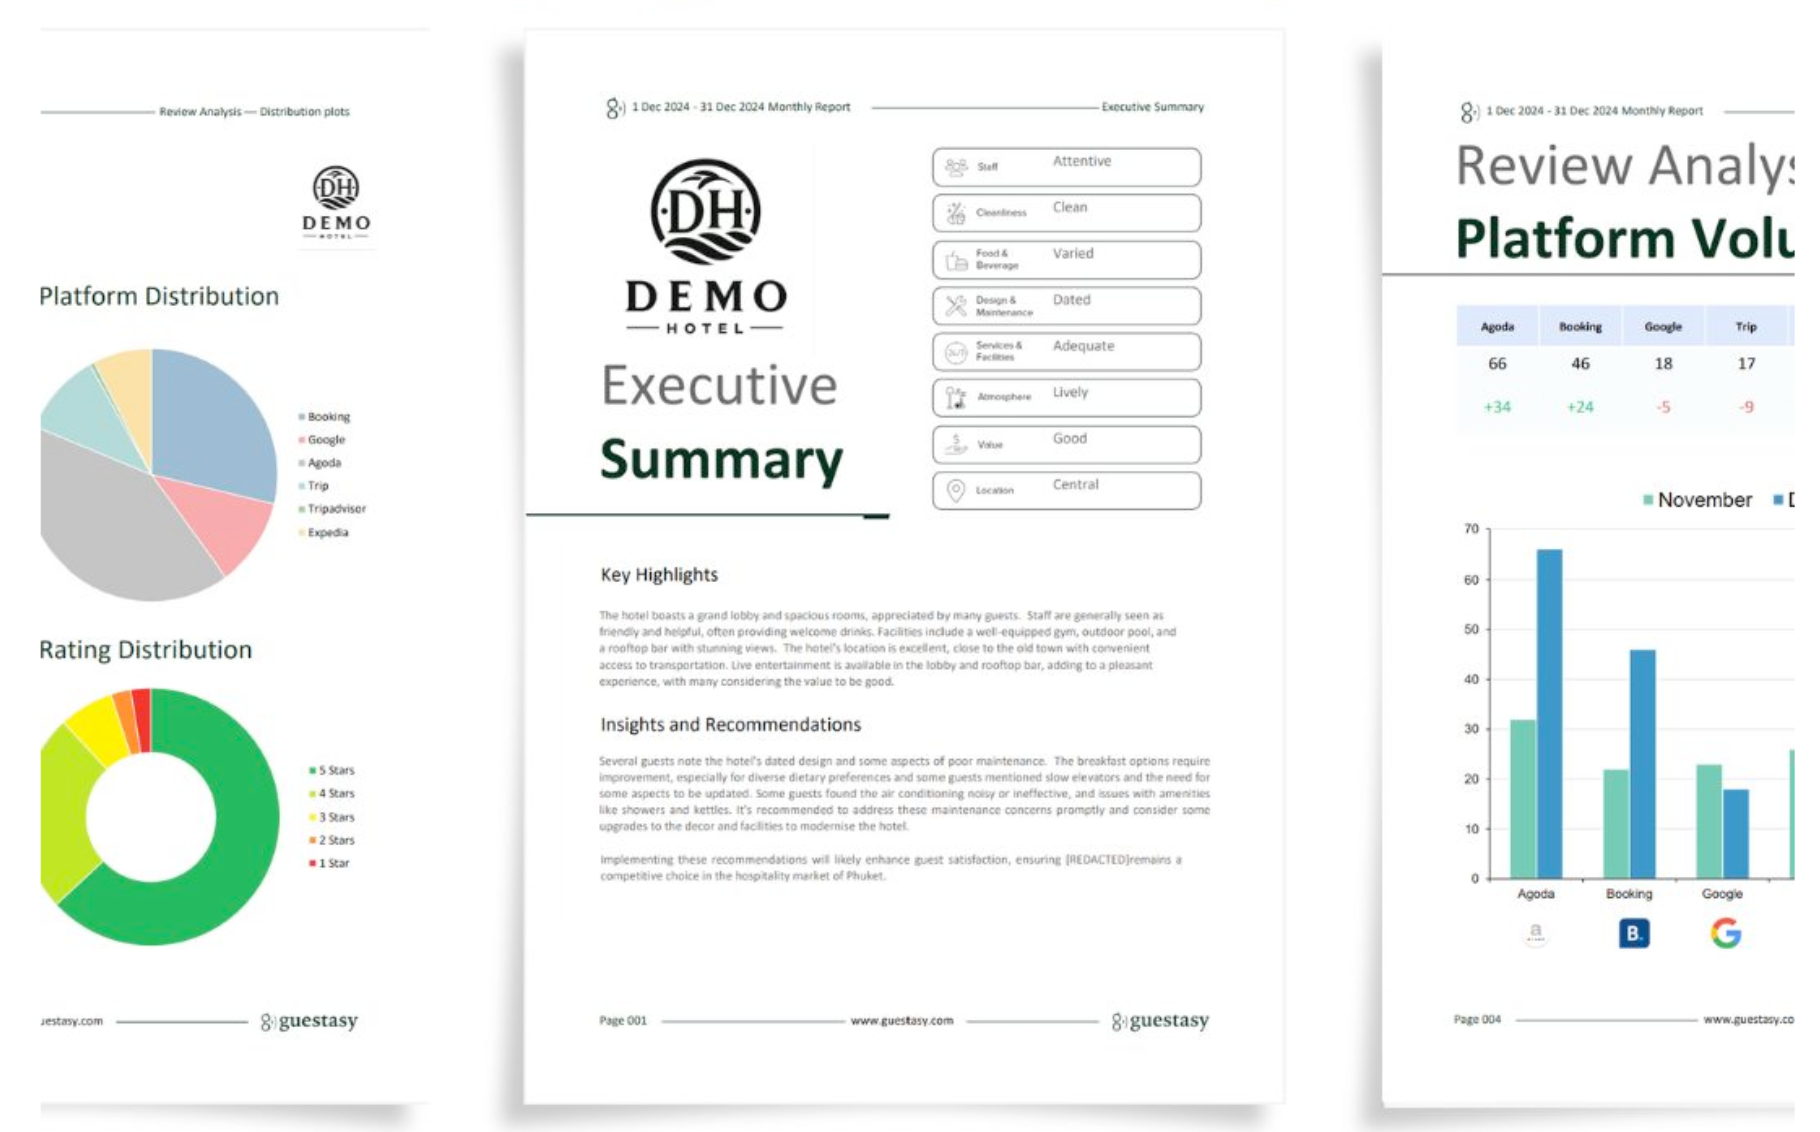 Review Analysis — Distribution plots
DH
DEMO
HOTEL
Platform Distribution
Booking
Google
Agoda
Trip
Tripadvisor
Expedia
Rating Distribution
5 Stars
4 Stars
3 Stars
2 Stars
1 Star
uestasy.com
guestasy
1 Dec 2024 - 31 Dec 2024 Monthly Report
Executive Summary
DH
DEMO
HOTEL
Executive
Summary
Staff Attentive
Cleanliness Clean
Food & Beverage Varied
Design & Maintenance Dated
Services & Facilities Adequate
Atmosphere Lively
Value Good
Location Central
Key Highlights
The hotel boasts a grand lobby and spacious rooms, appreciated by many guests. Staff are generally seen as
friendly and helpful, often providing welcome drinks. Facilities include a well-equipped gym, outdoor pool, and
a rooftop bar with stunning views. The hotel's location is excellent, close to the old town with convenient
access to transportation. Live entertainment is available in the lobby and rooftop bar, adding to a pleasant
experience, with many considering the value to be good.
Insights and Recommendations
Several guests note the hotel's dated design and some aspects of poor maintenance. The breakfast options require
improvement, especially for diverse dietary preferences and some guests mentioned slow elevators and the need for
some aspects to be updated. Some guests found the air conditioning noisy or ineffective, and issues with amenities
like showers and kettles. It's recommended to address these maintenance concerns promptly and consider some
upgrades to the decor and facilities to modernise the hotel.
Implementing these recommendations will likely enhance guest satisfaction, ensuring [REDACTED]remains a
competitive choice in the hospitality market of Phuket.
Page 001
www.guestasy.com
guestasy
1 Dec 2024 - 31 Dec 2024 Monthly Report
Review Analys
Platform Volu
Agoda Booking Google Trip
66 46 18 17
+34 +24 -5 -9
November D
70
60
50
40
30
20
10
0
Agoda Booking Google
a B. G
Page 004
www.guestasy.co